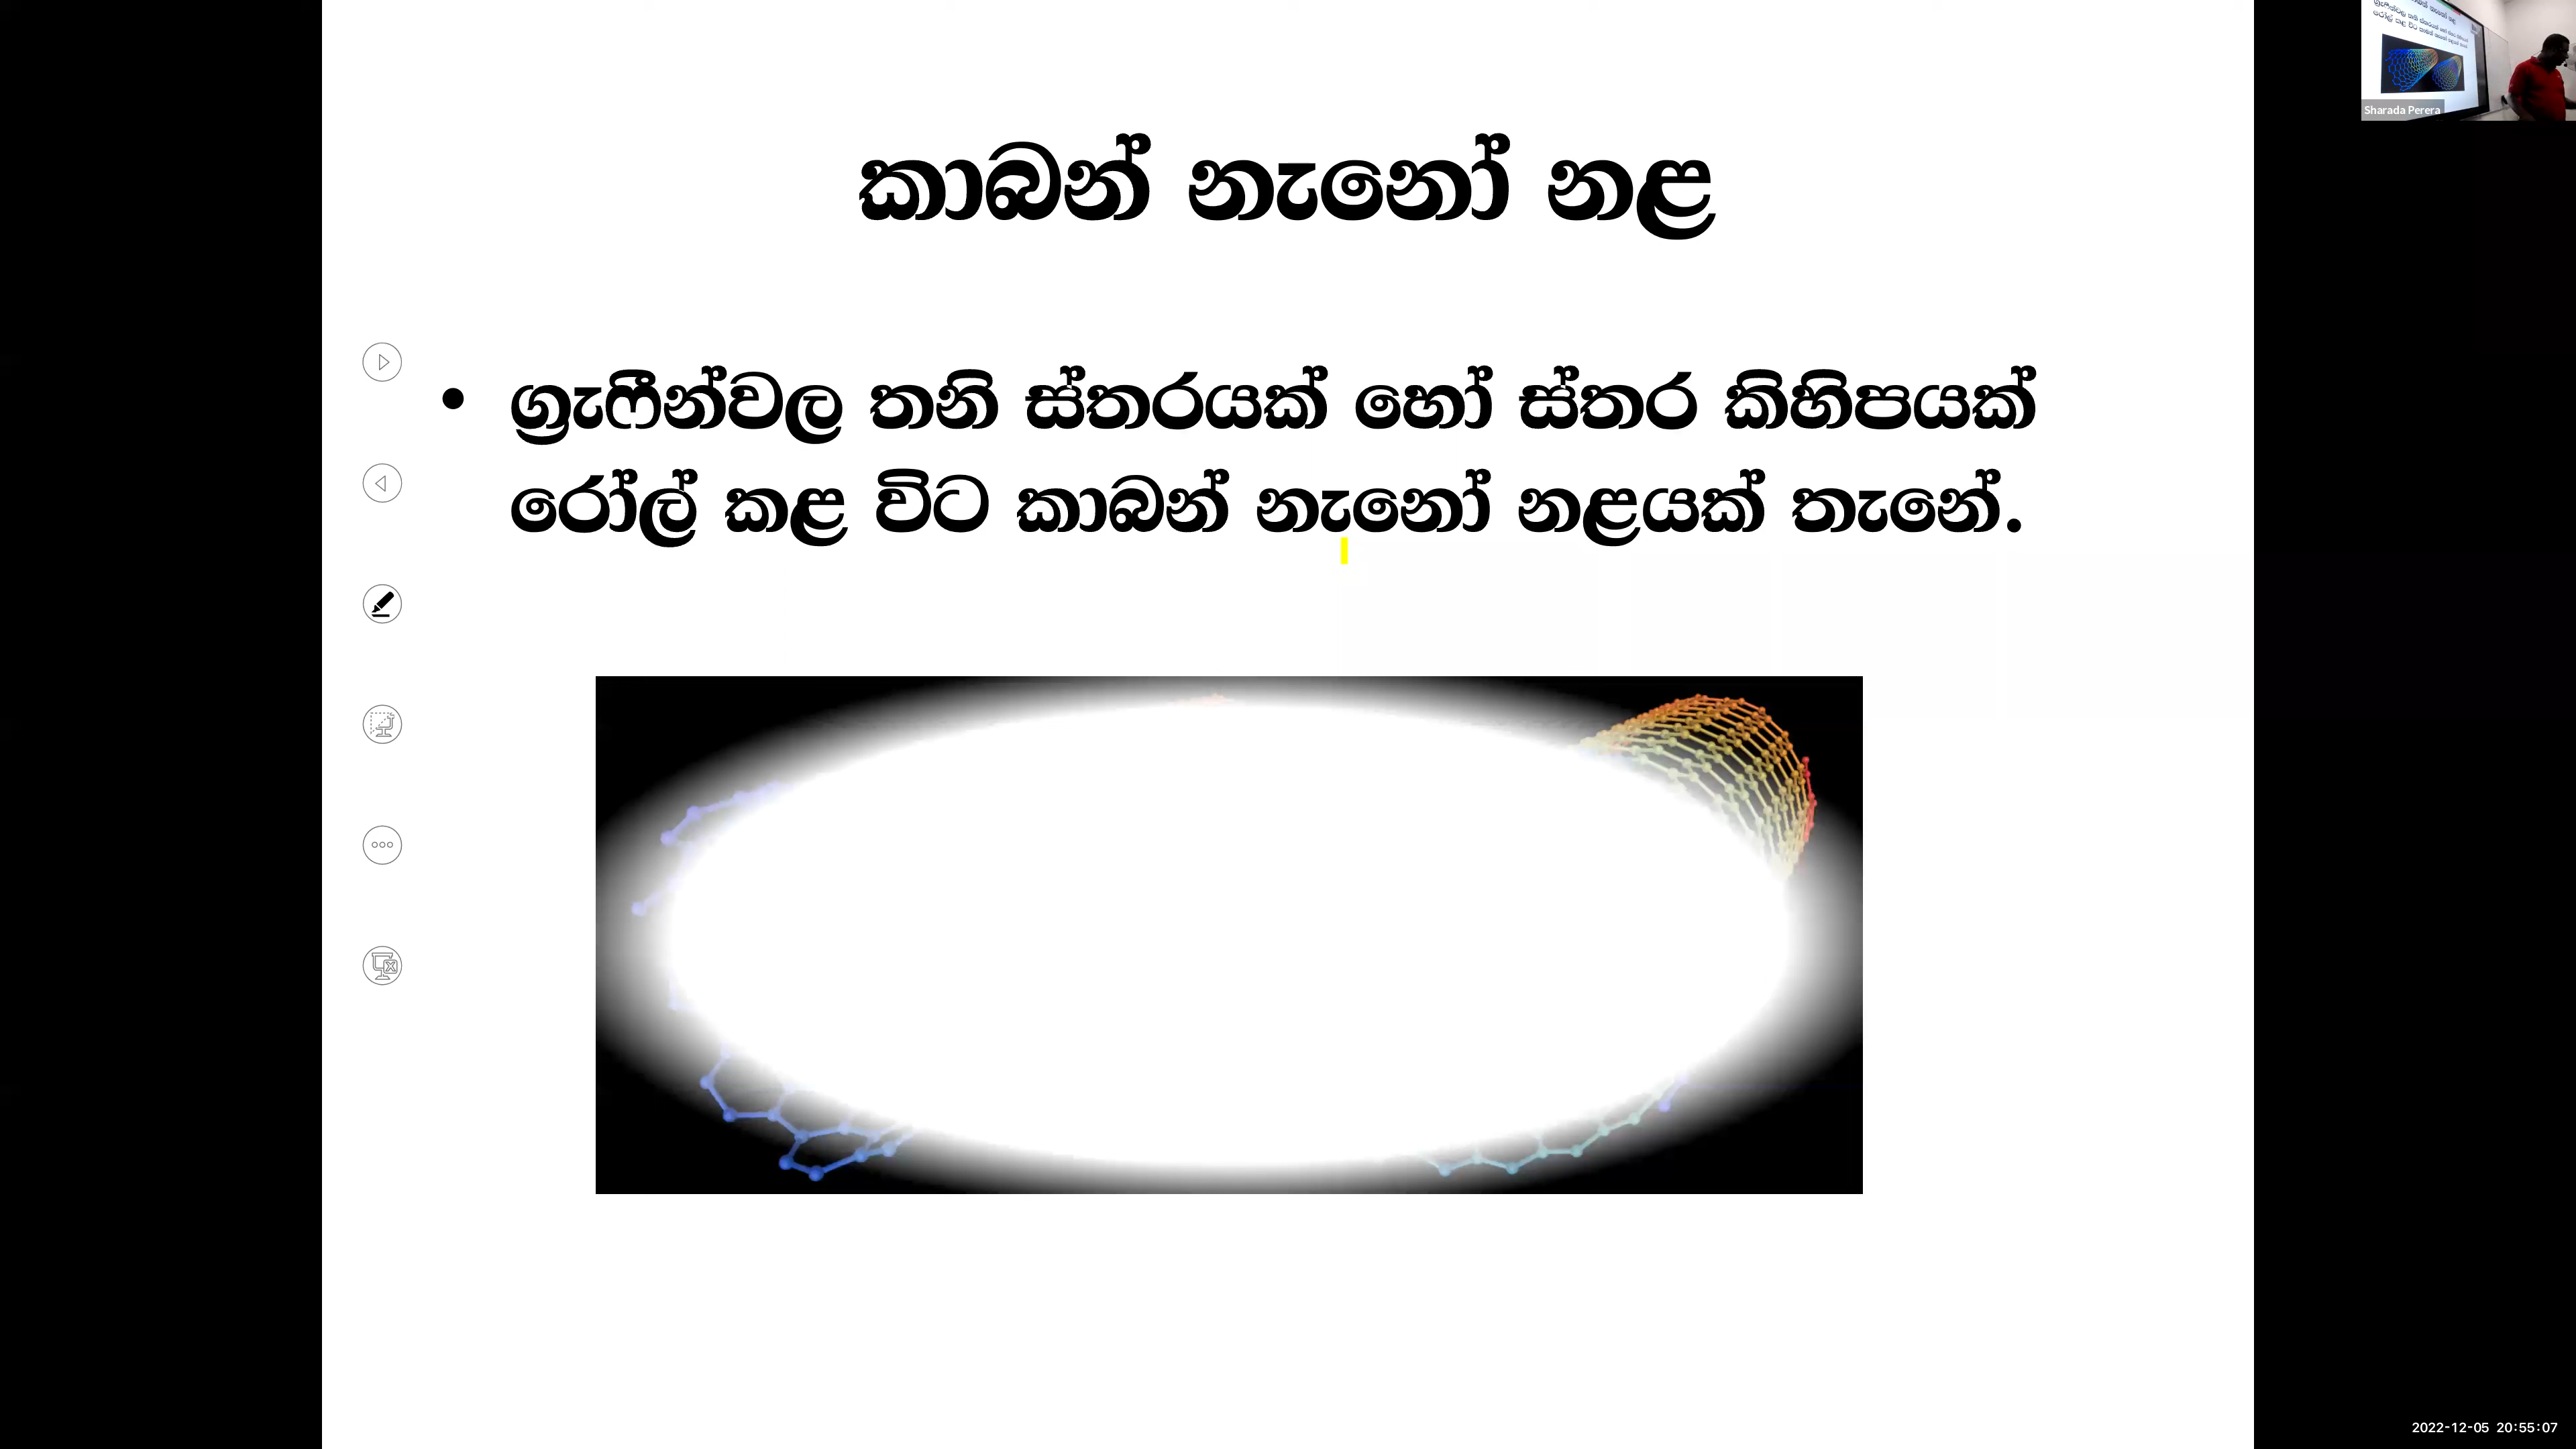 කාබන් නැනෝ නළ
• ග්‍රැෆීන්වල තනි ස්තරයක් හෝ ස්තර කිහිපයක්
රෝල් කළ විට කාබන් නැනෝ නළයක් තැනේ.
Sharada Perera
2022-12-05 20:55:07